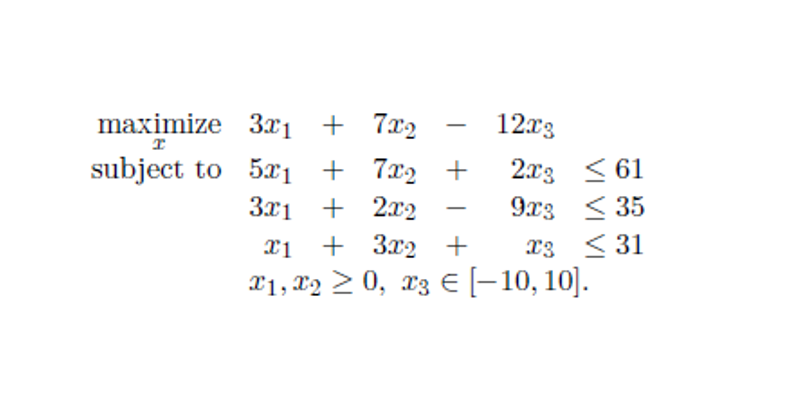 maximize 3x₁ + 7x₂ − 12x₃
x
subject to 5x₁ + 7x₂ + 2x₃ ≤ 61
3x₁ + 2x₂ − 9x₃ ≤ 35
x₁ + 3x₂ + x₃ ≤ 31
x₁, x₂ ≥ 0, x₃ ∈ [−10, 10].